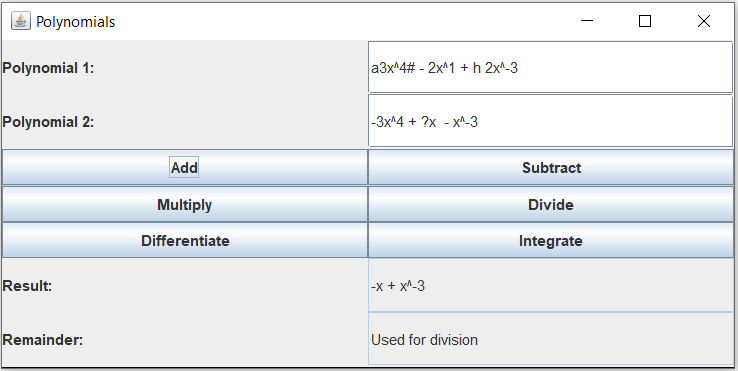 Polynomials
Polynomial 1: a3x^4# - 2x^1 + h 2x^-3
Polynomial 2: -3x^4 + ?x  - x^-3
Add Subtract
Multiply Divide
Differentiate Integrate
Result: -x + x^-3
Remainder: Used for division